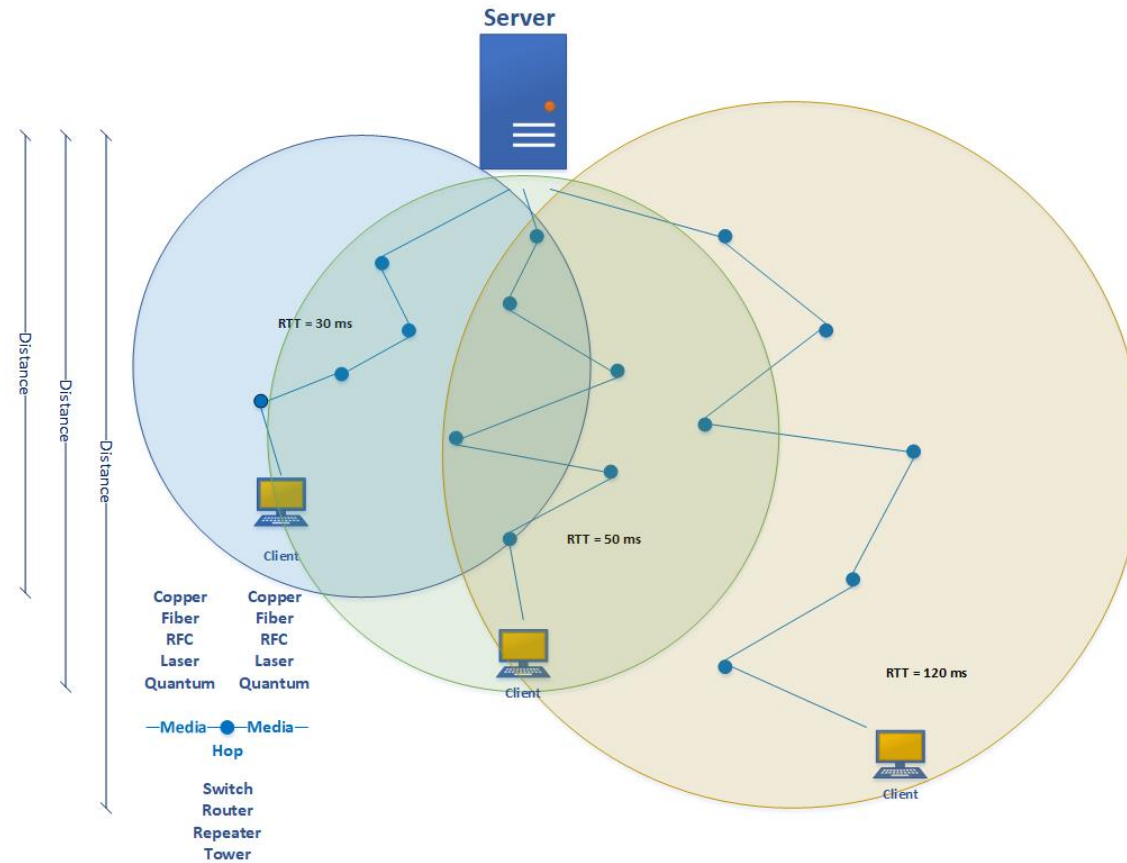 Server
Distance
Distance
Distance
RTT = 30 ms
Client
RTT = 50 ms
Client
RTT = 120 ms
Client
Copper Copper
Fiber Fiber
RFC RFC
Laser Laser
Quantum Quantum
Media Media
Hop
Switch
Router
Repeater
Tower